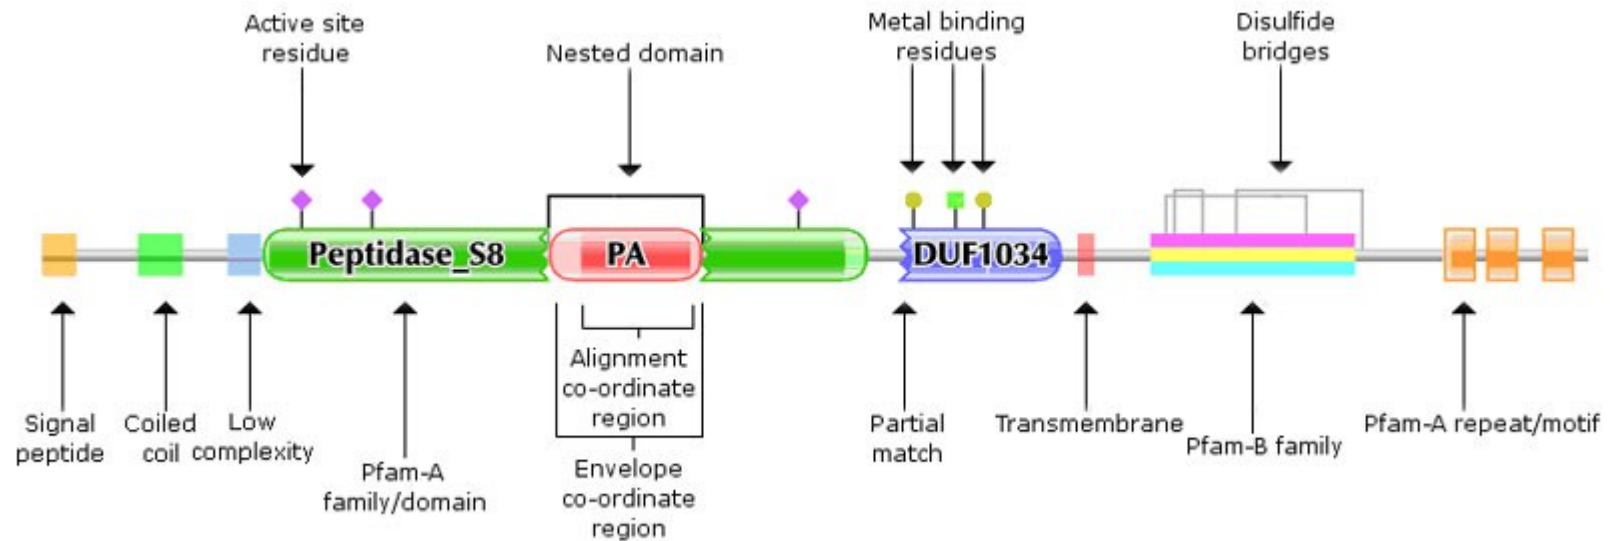 Active site
residue
Nested domain
Metal binding
residues
Disulfide
bridges
Peptidase_S8
PA
DUF1034
Signal
peptide
Coiled
coil
Low
complexity
Pfam-A
family/domain
Alignment
co-ordinate
region
Envelope
co-ordinate
region
Partial
match
Transmembrane
Pfam-B family
Pfam-A repeat/motif